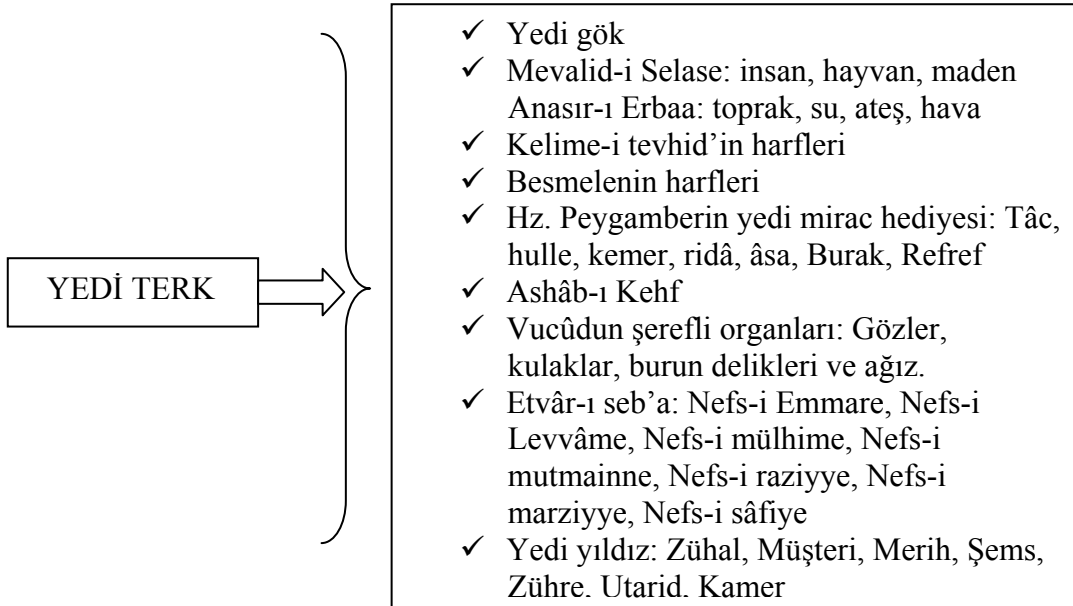 YEDİ TERK
✓ Yedi gök
✓ Mevalid-i Selase: insan, hayvan, maden
Anasır-ı Erbaa: toprak, su, ateş, hava
✓ Kelime-i tevhid’in harfleri
✓ Besmelenin harfleri
✓ Hz. Peygamberin yedi mirac hediyesi: Tâc,
hulle, kemer, ridâ, âsa, Burak, Refref
✓ Ashâb-ı Kehf
✓ Vucûdun şerefli organları: Gözler,
kulaklar, burun delikleri ve ağız.
✓ Etvâr-ı seb’a: Nefs-i Emmare, Nefs-i
Levvâme, Nefs-i mülhime, Nefs-i
mutmainne, Nefs-i raziyye, Nefs-i
marziyye, Nefs-i sâfiye
✓ Yedi yıldız: Zühal, Müşteri, Merih, Şems,
Zühre, Utarid, Kamer